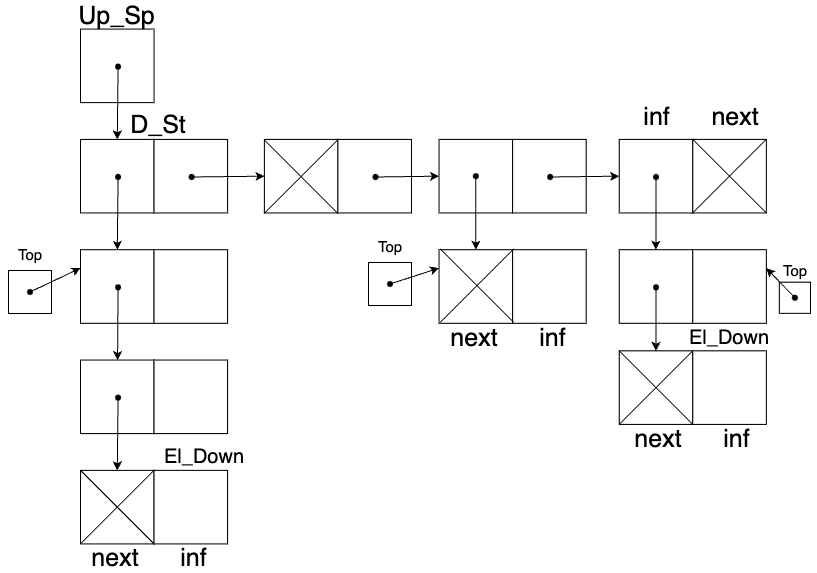 Up_Sp
D_St
inf next
Top
Top
Top
next inf
El_Down
next inf
El_Down
next inf